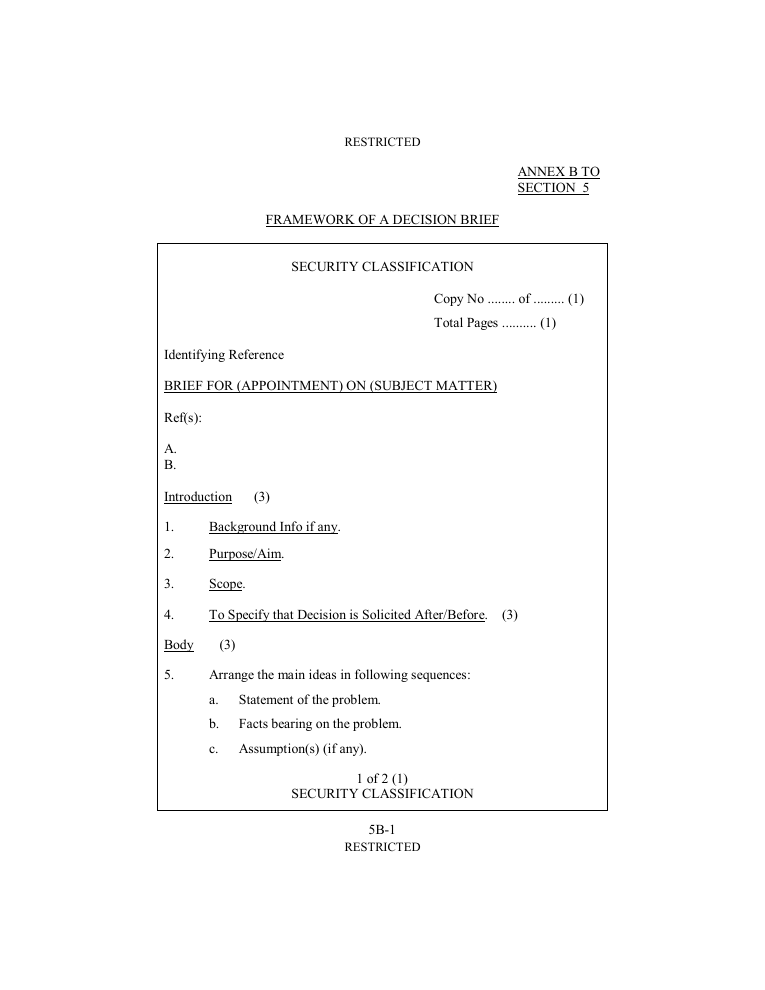 RESTRICTED
ANNEX B TO
SECTION 5
FRAMEWORK OF A DECISION BRIEF
SECURITY CLASSIFICATION
Copy No ........ of ......... (1)
Total Pages .......... (1)
Identifying Reference
BRIEF FOR (APPOINTMENT) ON (SUBJECT MATTER)
Ref(s):
A.
B.
Introduction (3)
1. Background Info if any.
2. Purpose/Aim.
3. Scope.
4. To Specify that Decision is Solicited After/Before. (3)
Body (3)
5. Arrange the main ideas in following sequences:
a. Statement of the problem.
b. Facts bearing on the problem.
c. Assumption(s) (if any).
1 of 2 (1)
SECURITY CLASSIFICATION
5B-1
RESTRICTED